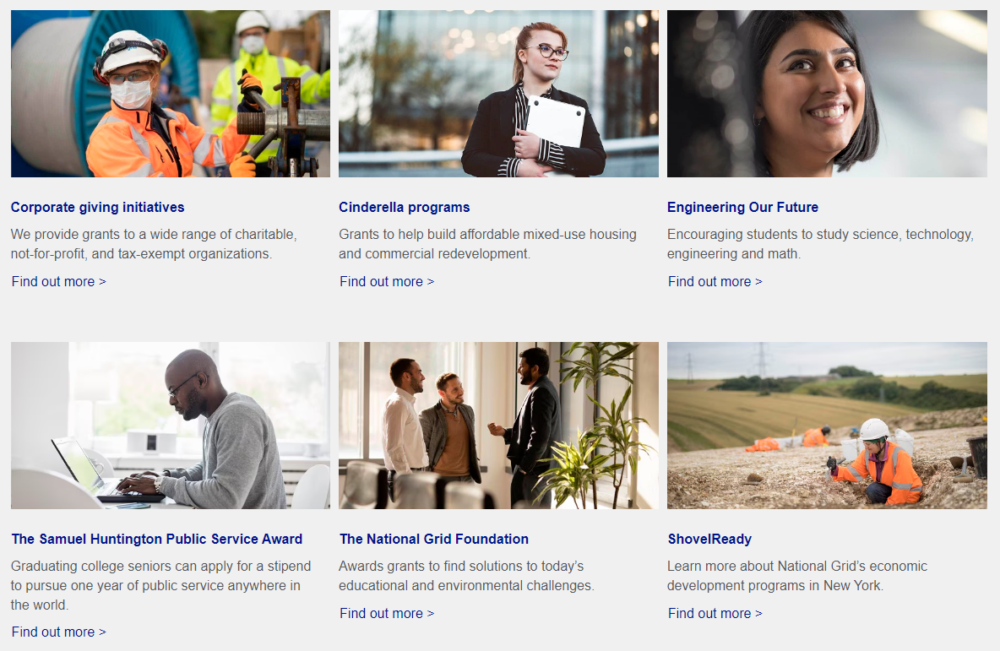 Corporate giving initiatives
We provide grants to a wide range of charitable,
not-for-profit, and tax-exempt organizations.
Find out more >
Cinderella programs
Grants to help build affordable mixed-use housing
and commercial redevelopment.
Find out more >
Engineering Our Future
Encouraging students to study science, technology,
engineering and math.
Find out more >
The Samuel Huntington Public Service Award
Graduating college seniors can apply for a stipend
to pursue one year of public service anywhere in
the world.
Find out more >
The National Grid Foundation
Awards grants to find solutions to today’s
educational and environmental challenges.
Find out more >
ShovelReady
Learn more about National Grid’s economic
development programs in New York.
Find out more >